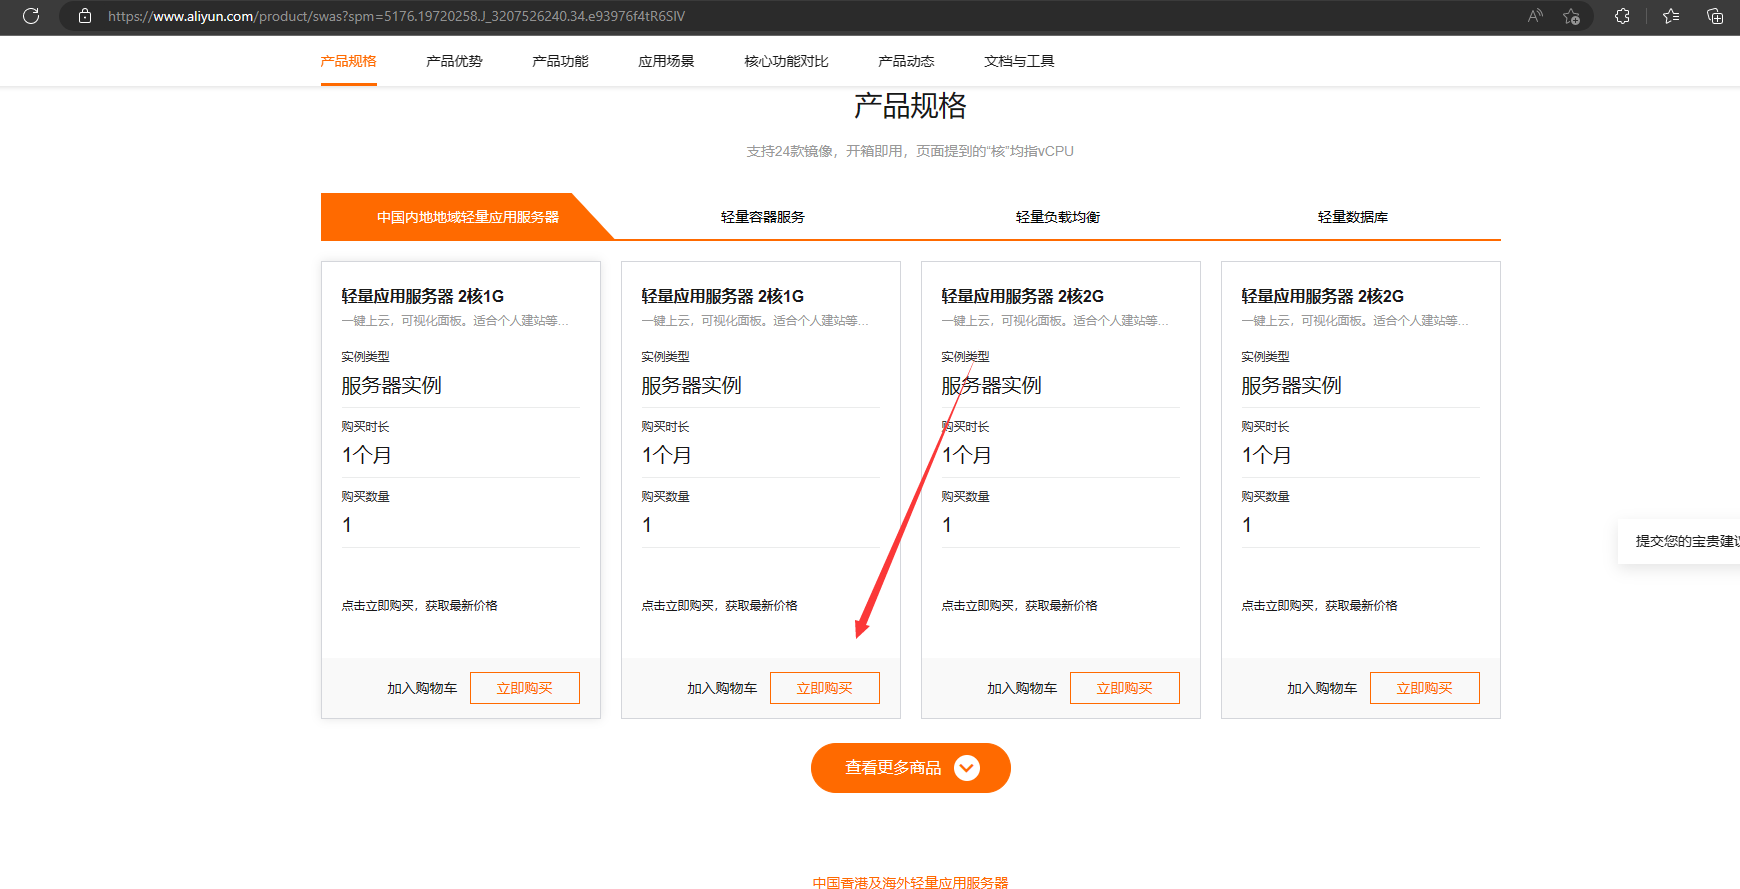 https://www.aliyun.com/product/swas?spm=5176.19720258.J_3207526240.34.e93976f4tR6SIV
产品规格 产品优势 产品功能 应用场景 核心功能对比 产品动态 文档与工具
产品规格
支持24款镜像，开箱即用，页面提到的“核”均指vCPU
中国内地地域轻量应用服务器 轻量容器服务 轻量负载均衡 轻量数据库
轻量应用服务器 2核1G
一键上云，可视化面板。适合个人建站等...
实例类型
服务器实例
购买时长
1个月
购买数量
1
点击立即购买，获取最新价格
加入购物车 立即购买
轻量应用服务器 2核1G
一键上云，可视化面板。适合个人建站等...
实例类型
服务器实例
购买时长
1个月
购买数量
1
点击立即购买，获取最新价格
加入购物车 立即购买
轻量应用服务器 2核2G
一键上云，可视化面板。适合个人建站等...
实例类型
服务器实例
购买时长
1个月
购买数量
1
点击立即购买，获取最新价格
加入购物车 立即购买
轻量应用服务器 2核2G
一键上云，可视化面板。适合个人建站等...
实例类型
服务器实例
购买时长
1个月
购买数量
1
点击立即购买，获取最新价格
加入购物车 立即购买
提交您的宝贵建议
查看更多商品
中国香港及海外轻量应用服务器